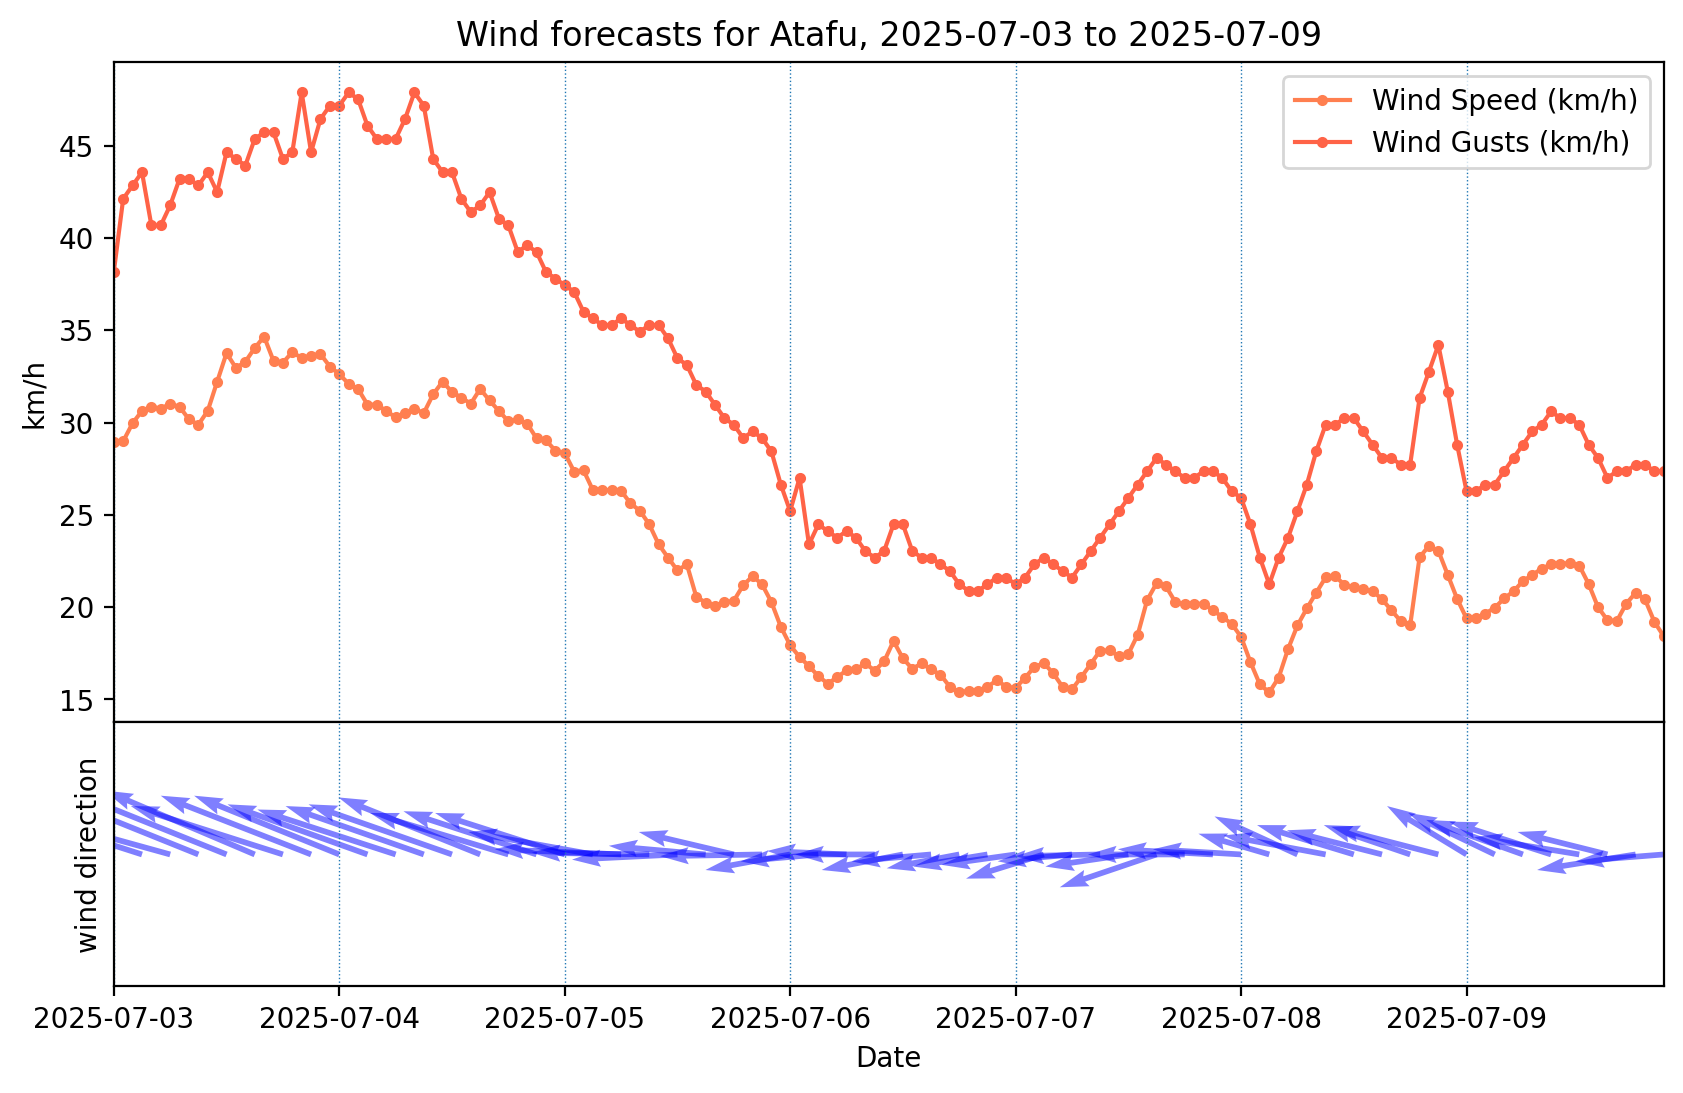 Wind forecasts for Atafu, 2025-07-03 to 2025-07-09
Wind Speed (km/h)
Wind Gusts (km/h)
km/h
45
40
35
30
25
20
15
wind direction
2025-07-03 2025-07-04 2025-07-05 2025-07-06 2025-07-07 2025-07-08 2025-07-09
Date